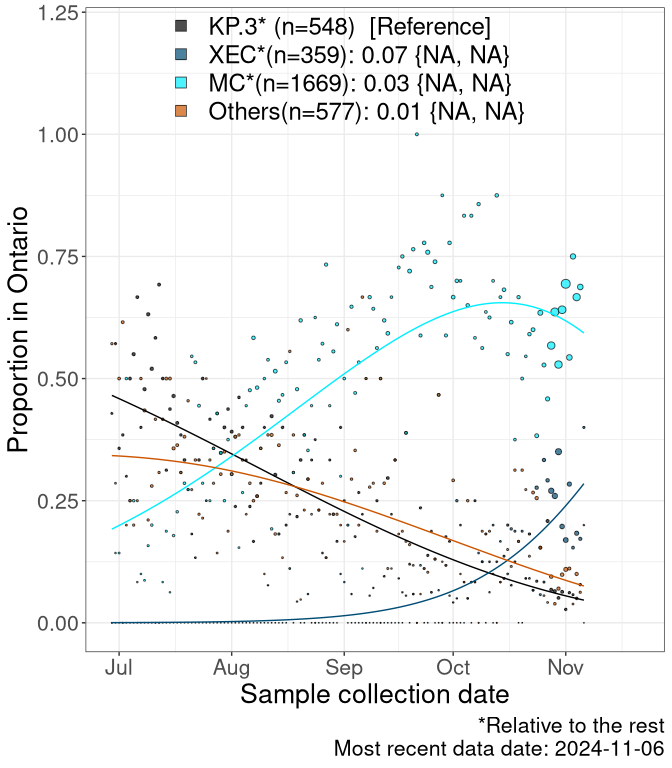 1.25
KP.3* (n=548)  [Reference]
XEC*(n=359): 0.07 {NA, NA}
MC*(n=1669): 0.03 {NA, NA}
Others(n=577): 0.01 {NA, NA}
1.00
0.75
0.50
0.25
0.00
Proportion in Ontario
Jul Aug Sep Oct Nov
Sample collection date
*Relative to the rest
Most recent data date: 2024-11-06